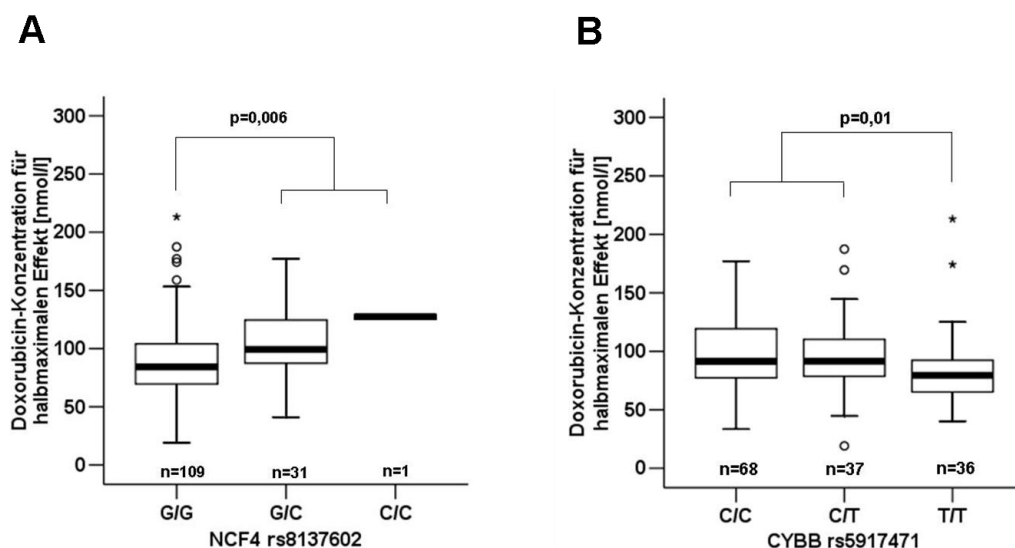 A
B
Doxorubicin-Konzentration für
halbmaximalen Effekt [nmol/l]
300
250
200
150
100
50
0
p=0,006
*
n=109
n=31
n=1
G/G
G/C
C/C
NCF4 rs8137602
Doxorubicin-Konzentration für
halbmaximalen Effekt [nmol/l]
300
250
200
150
100
50
0
p=0,01
*
*
n=68
n=37
n=36
C/C
C/T
T/T
CYBB rs5917471